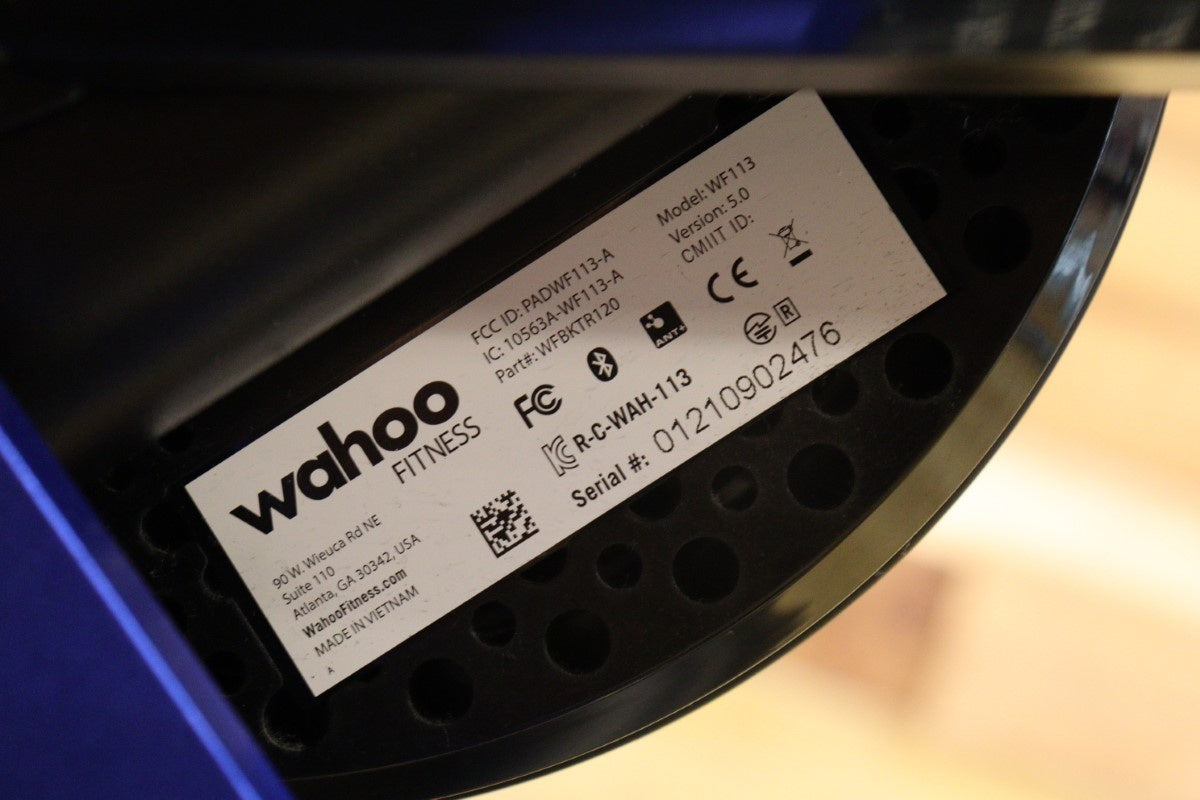 wahoo
FITNESS
90 W. Wieuca Rd NE
Suite 110
Atlanta, GA 30342, USA
WahooFitness.com
MADE IN VIETNAM
A
FCC ID: PADWF113-A
IC: 10563A-WF113-A
Part#: WFBKTR120
Model: WF113
Version: 5.0
CMIIT ID:
FC
ANT+
CE
R
R-C-WAH-113
Serial #: 01210902476